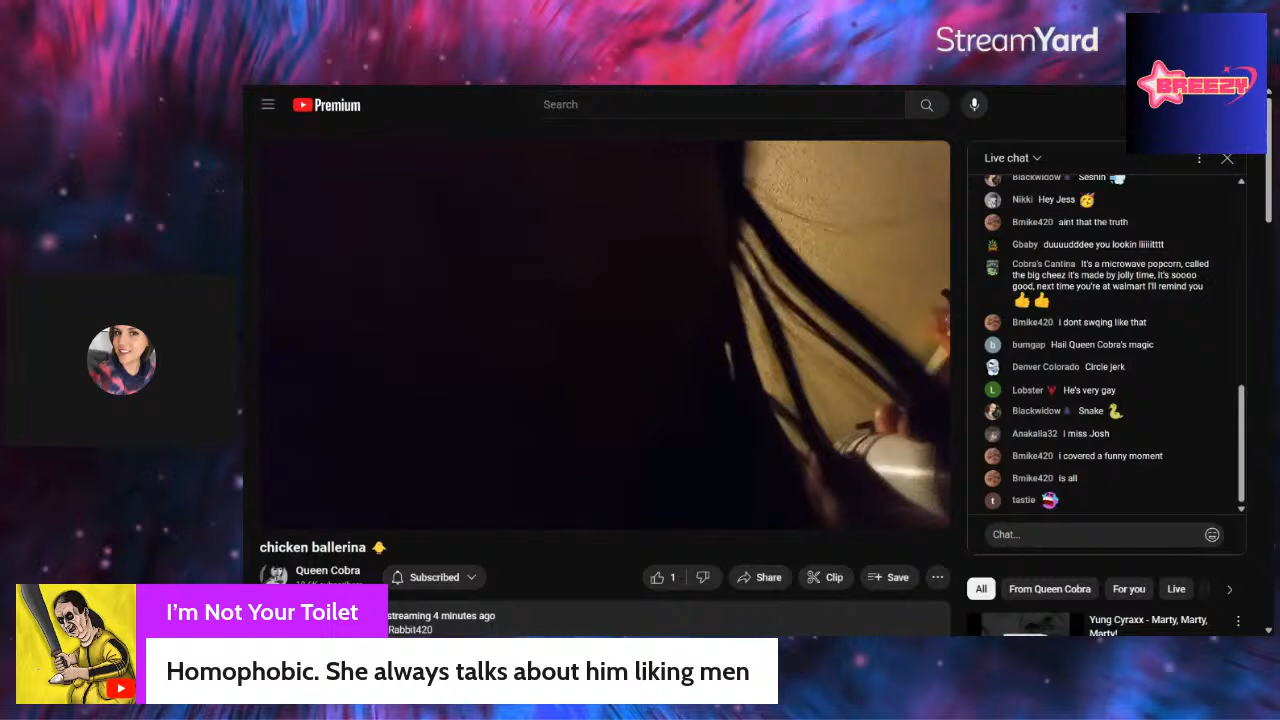 StreamYard
BREEZY
Premium
Search
Live chat
Blackwidow Seshin
Nikki Hey Jess
Bmike420 aint that the truth
Gbaby duuuudddee you lookin liiiiitttt
Cobra's Cantina It's a microwave popcorn, called
the big cheez it's made by jolly time, it's soooo
good, next time you're at walmart I'll remind you
Bmike420 i dont swqing like that
b bumgap Hail Queen Cobra's magic
Denver Colorado Circle jerk
L Lobster He's very gay
Blackwidow Snake
Anakalla32 I miss Josh
Bmike420 i covered a funny moment
Bmike420 is all
t tastie
Chat...
chicken ballerina
Queen Cobra
Subscribed
1
Share
Clip
Save
All
From Queen Cobra
For you
Live
streaming 4 minutes ago
Rabbit420
Yung Cyraxx - Marty, Marty,
Marty!
I'm Not Your Toilet
Homophobic. She always talks about him liking men